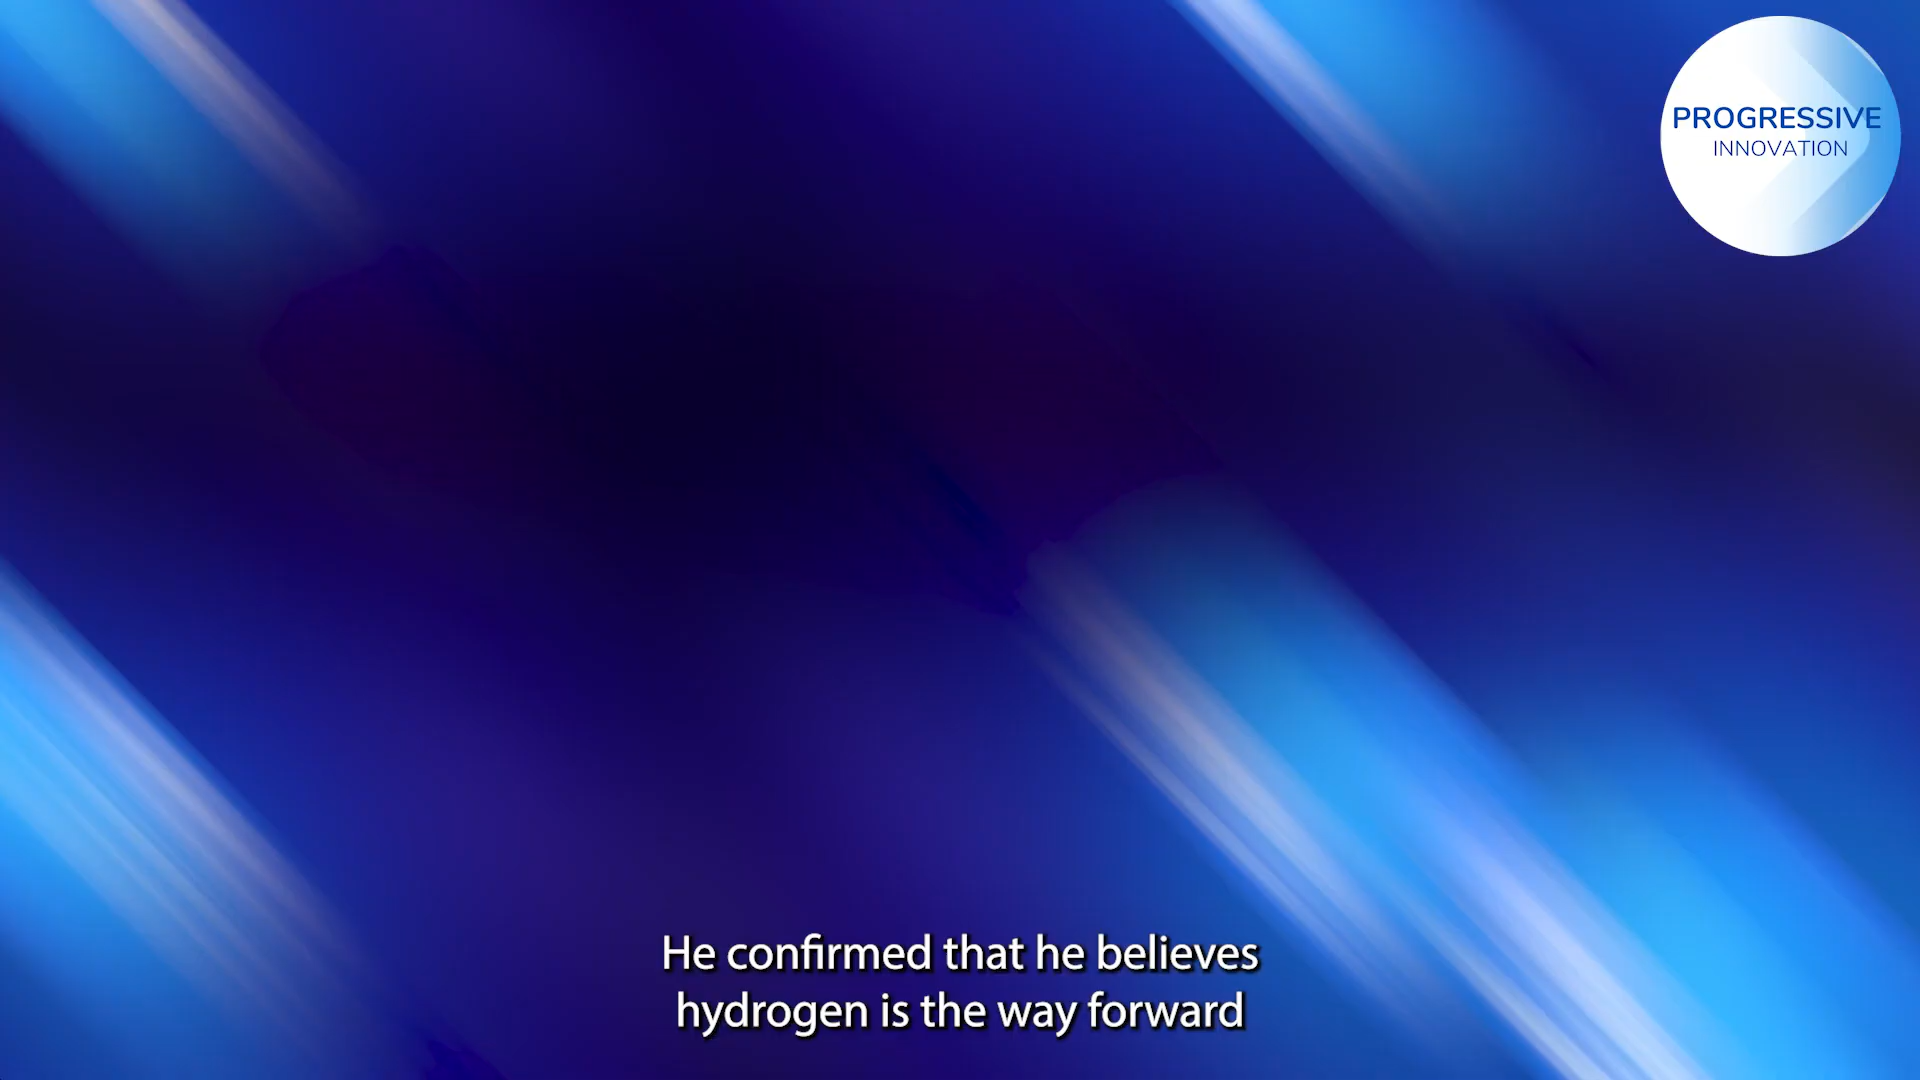 PROGRESSIVE
INNOVATION
He confirmed that he believes
hydrogen is the way forward